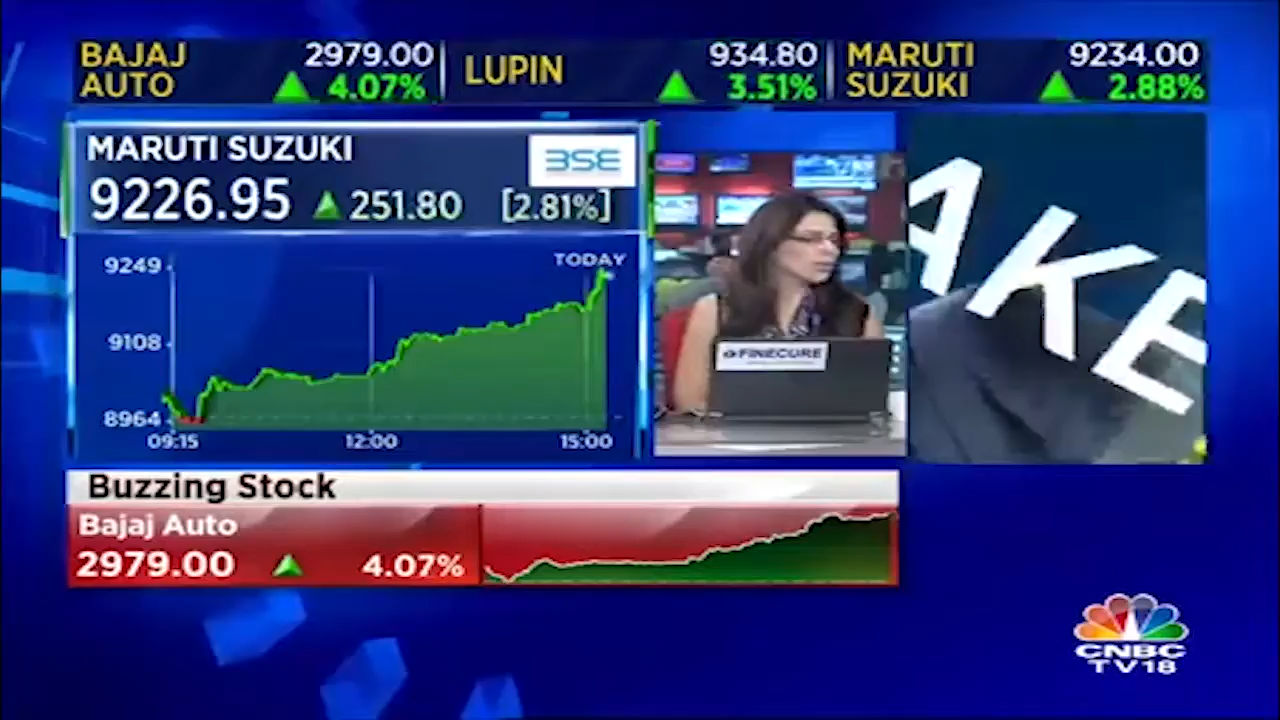 BAJAJ AUTO 2979.00 ▲ 4.07%
LUPIN 934.80 ▲ 3.51%
MARUTI SUZUKI 9234.00 ▲ 2.88%
MARUTI SUZUKI
BSE
9226.95 ▲ 251.80 [2.81%]
TODAY
9249
9108
8964
09:15 12:00 15:00
FINECURE
AKE
Buzzing Stock
Bajaj Auto
2979.00 ▲ 4.07%
CNBC
TV18